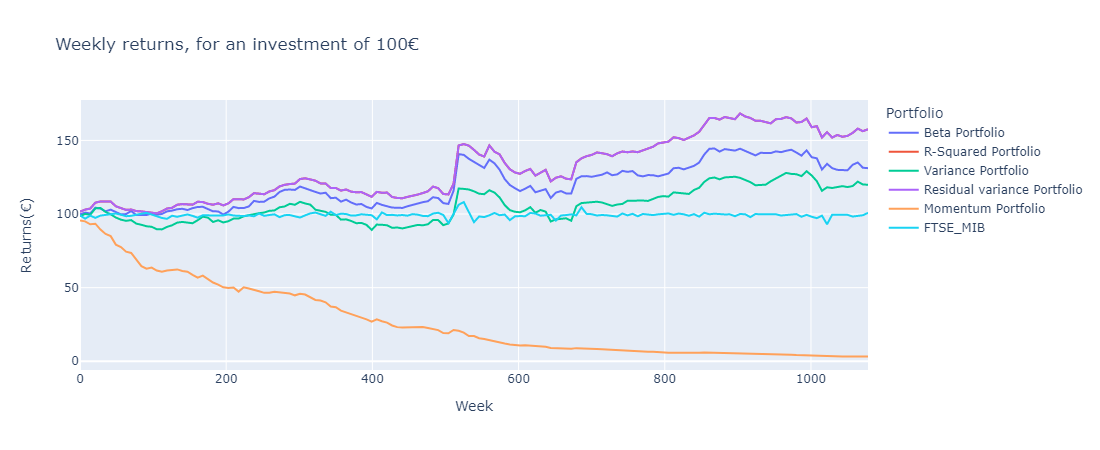 Weekly returns, for an investment of 100€
Portfolio
Beta Portfolio
R-Squared Portfolio
Variance Portfolio
Residual variance Portfolio
Momentum Portfolio
FTSE_MIB
Returns(€)
150
100
50
0
0 200 400 600 800 1000
Week